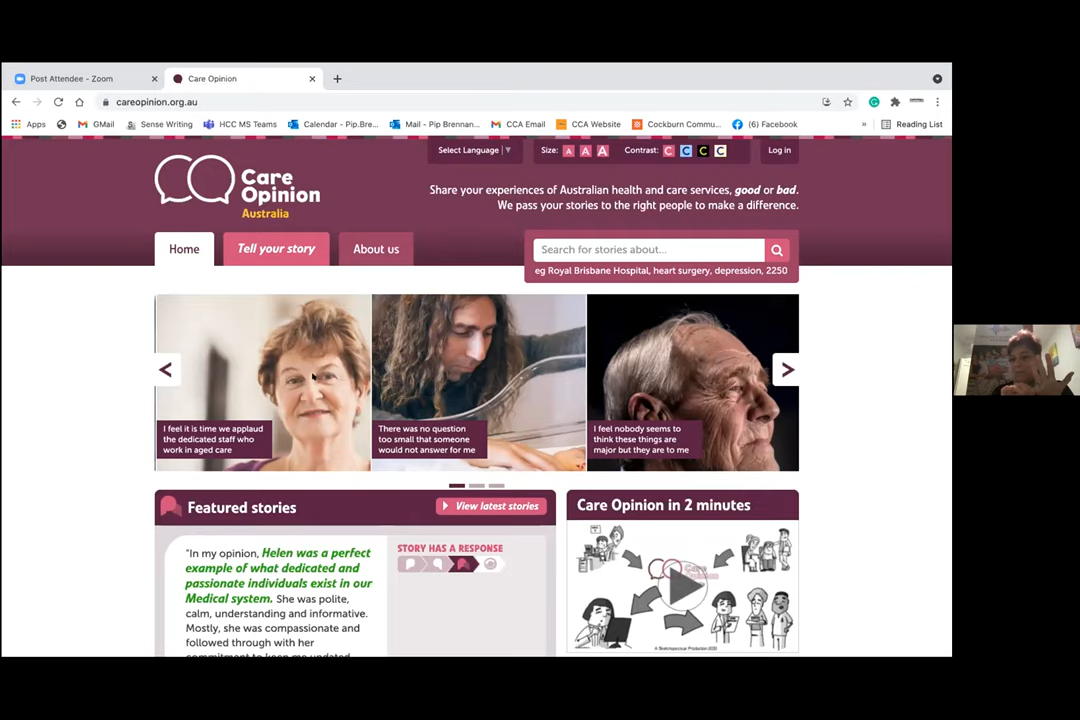 Post Attendee - Zoom
Care Opinion
careopinion.org.au
Apps
GMail
Sense Writing
HCC MS Teams
Calendar - Pip.Bre...
Mail - Pip Brennan,...
CCA Email
CCA Website
Cockburn Commu...
(6) Facebook
»
Reading List
Select Language
Size: A A A
Contrast: C C C C
Log in
Care
Opinion
Australia
Share your experiences of Australian health and care services, good or bad.
We pass your stories to the right people to make a difference.
Home
Tell your story
About us
Search for stories about...
eg Royal Brisbane Hospital, heart surgery, depression, 2250
<
I feel it is time we applaud
the dedicated staff who
work in aged care
There was no question
too small that someone
would not answer for me
I feel nobody seems to
think these things are
major but they are to me
>
Featured stories
View latest stories
Care Opinion in 2 minutes
"In my opinion, Helen was a perfect
example of what dedicated and
passionate individuals exist in our
Medical system. She was polite,
calm, understanding and informative.
Mostly, she was compassionate and
followed through with her
commitment to keep me updated
STORY HAS A RESPONSE
Care
Opinion